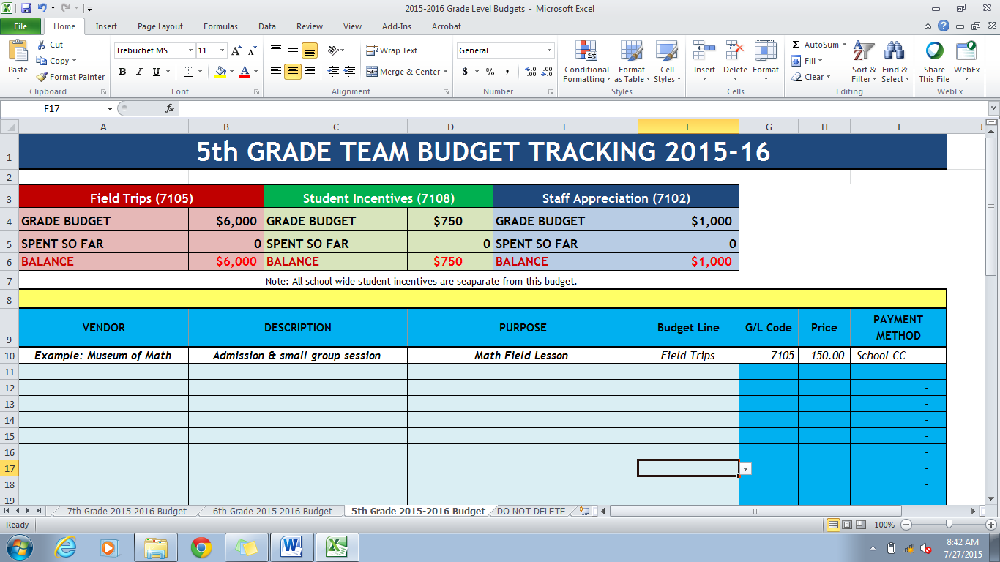 2015-2016 Grade Level Budgets - Microsoft Excel
File Home Insert Page Layout Formulas Data Review View Add-Ins Acrobat
Paste Cut Copy Format Painter
Clipboard
Trebuchet MS 11
B I U A
Font
Wrap Text
Merge & Center
Alignment
General
$ % ,
Number
Conditional Formatting Format as Table Cell Styles
Styles
Insert Delete Format
Cells
Σ AutoSum Fill Clear Sort & Filter Find & Select
Editing
Share This File WebEx
WebEx
F17 fx
A B C D E F G H I J
1 5th GRADE TEAM BUDGET TRACKING 2015-16
2
3 Field Trips (7105) Student Incentives (7108) Staff Appreciation (7102)
4 GRADE BUDGET $6,000 GRADE BUDGET $750 GRADE BUDGET $1,000
5 SPENT SO FAR 0 SPENT SO FAR 0 SPENT SO FAR 0
6 BALANCE $6,000 BALANCE $750 BALANCE $1,000
7 Note: All school-wide student incentives are seaparate from this budget.
8
9 VENDOR DESCRIPTION PURPOSE Budget Line G/L Code Price PAYMENT METHOD
10 Example: Museum of Math Admission & small group session Math Field Lesson Field Trips 7105 150.00 School CC
11 -
12 -
13 -
14 -
15 -
16 -
17 -
18 -
19 -
7th Grade 2015-2016 Budget 6th Grade 2015-2016 Budget 5th Grade 2015-2016 Budget DO NOT DELETE
Ready 100%
8:42 AM
7/27/2015